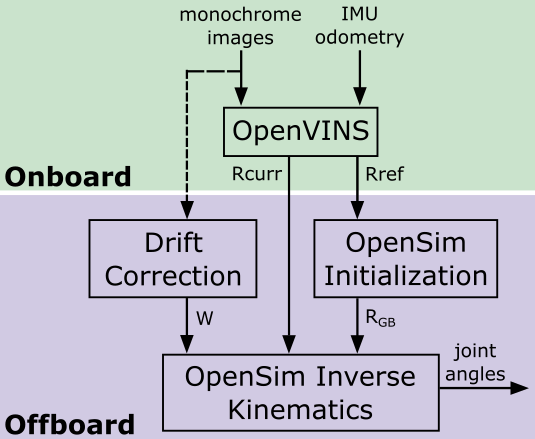 monochrome
images
IMU
odometry
OpenVINS
Onboard
Rcurr
Rref
Drift
Correction
OpenSim
Initialization
W
RGB
OpenSim Inverse
Kinematics
joint
angles
Offboard